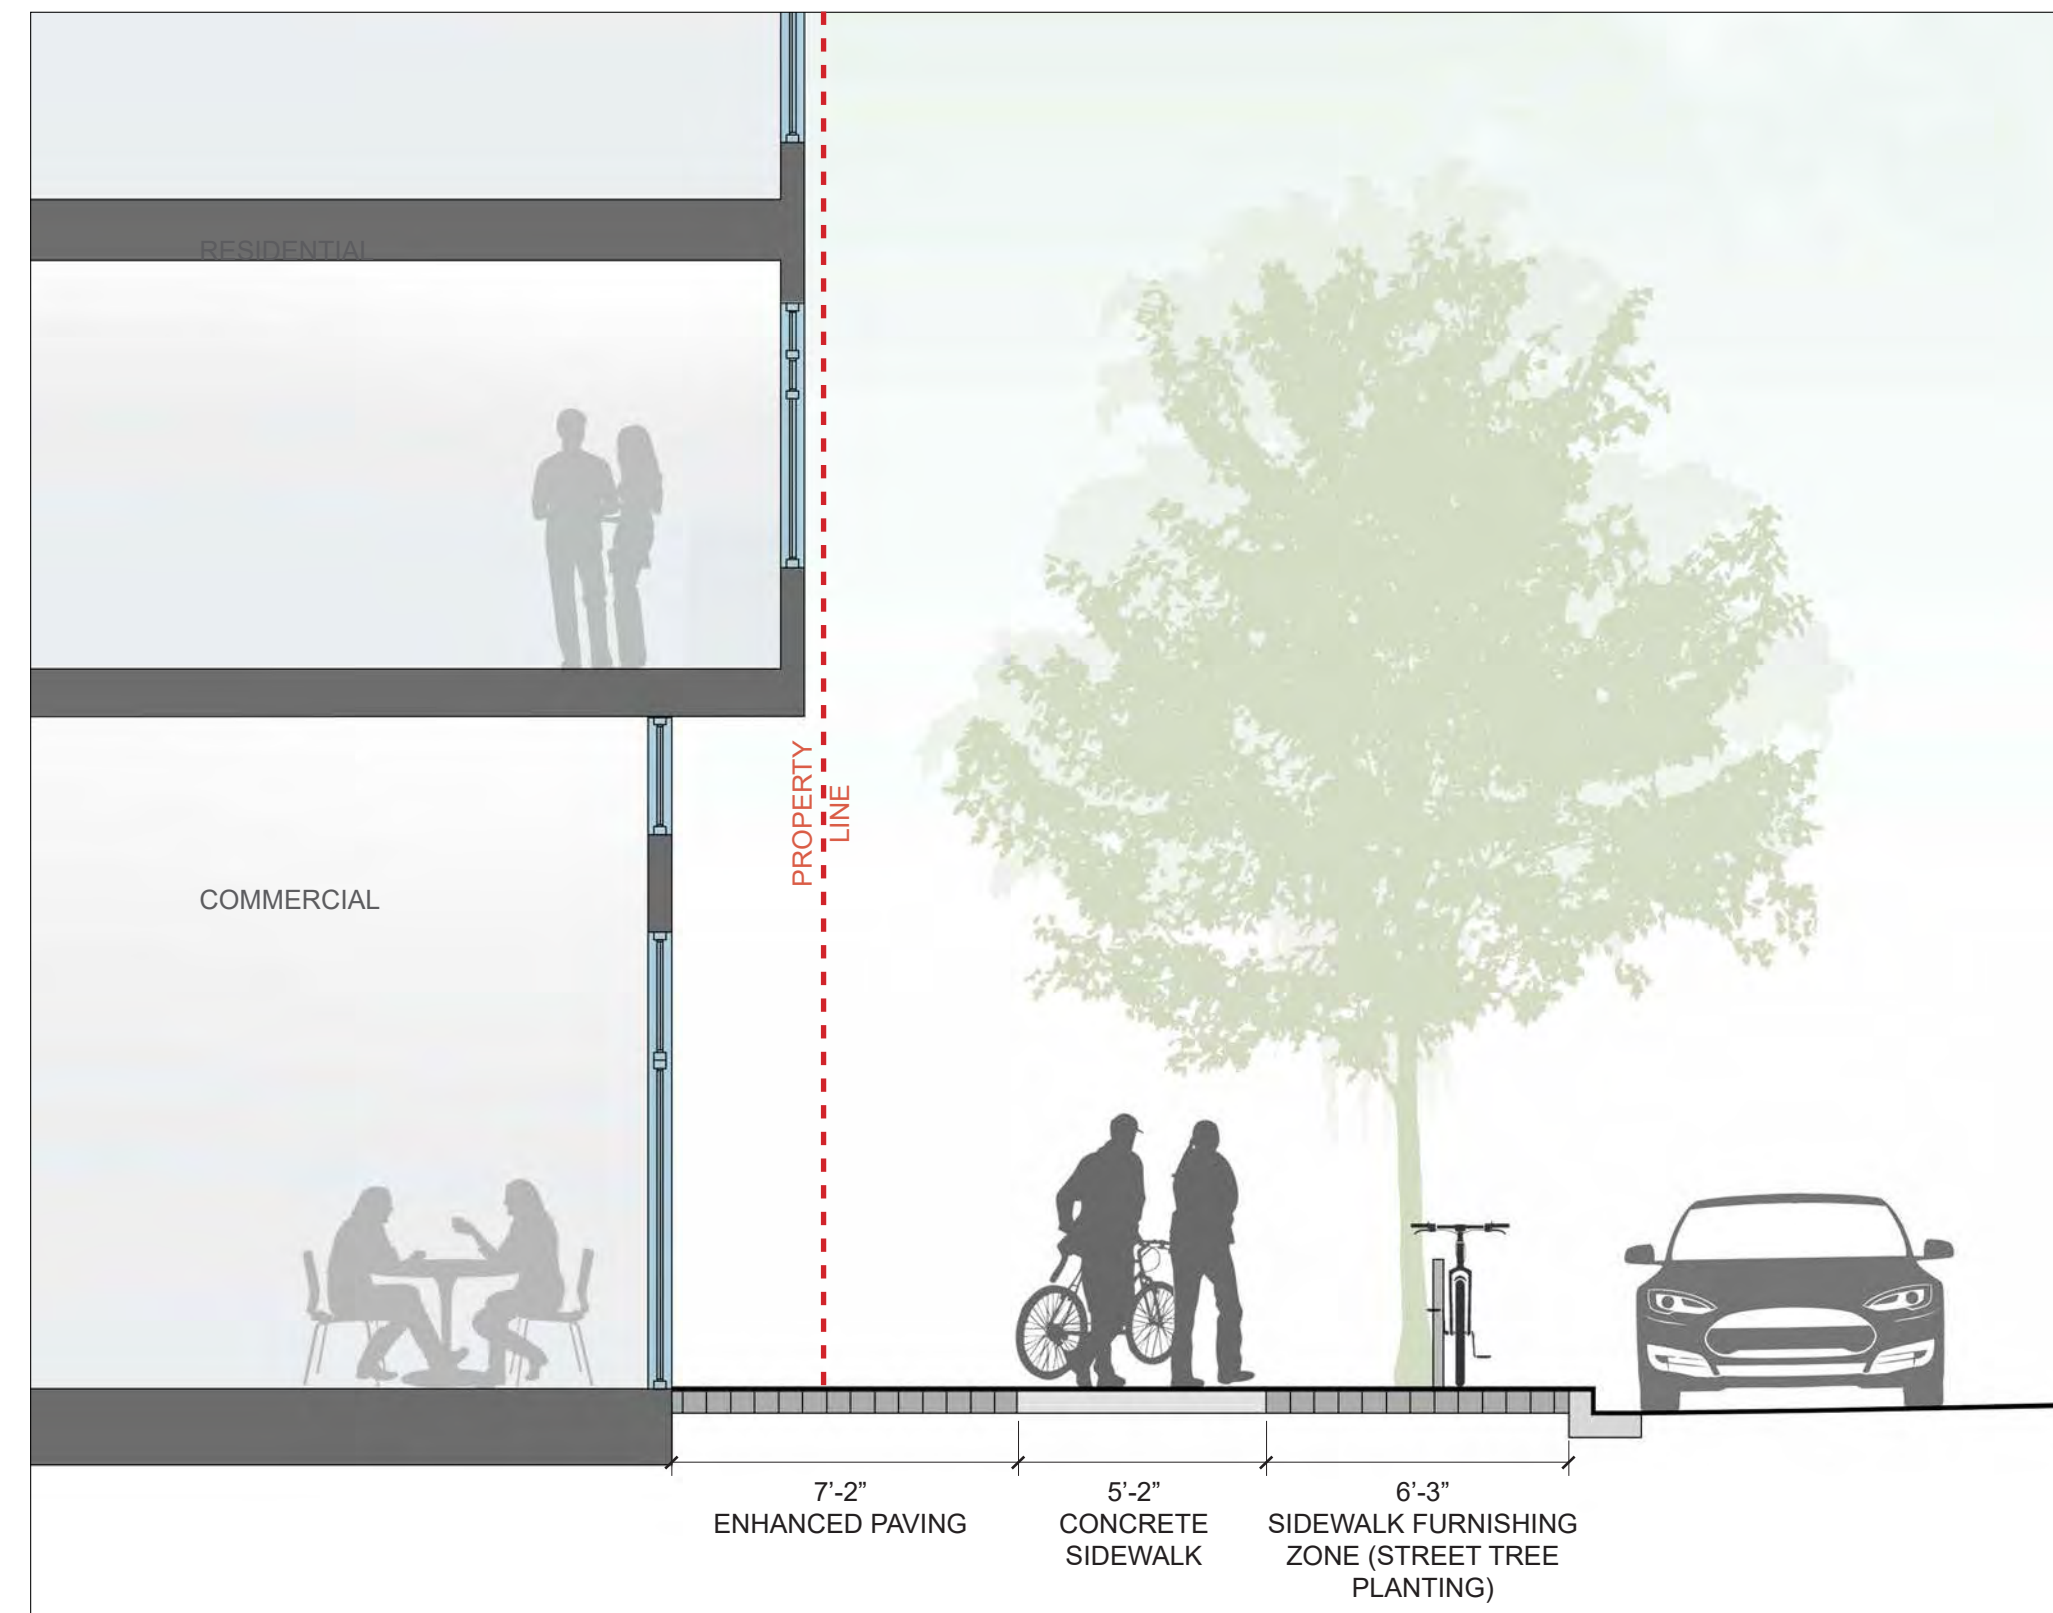 RESIDENTIAL
PROPERTY
LINE
COMMERCIAL
7’-2”
ENHANCED PAVING
5’-2”
CONCRETE
SIDEWALK
6’-3”
SIDEWALK FURNISHING
ZONE (STREET TREE
PLANTING)